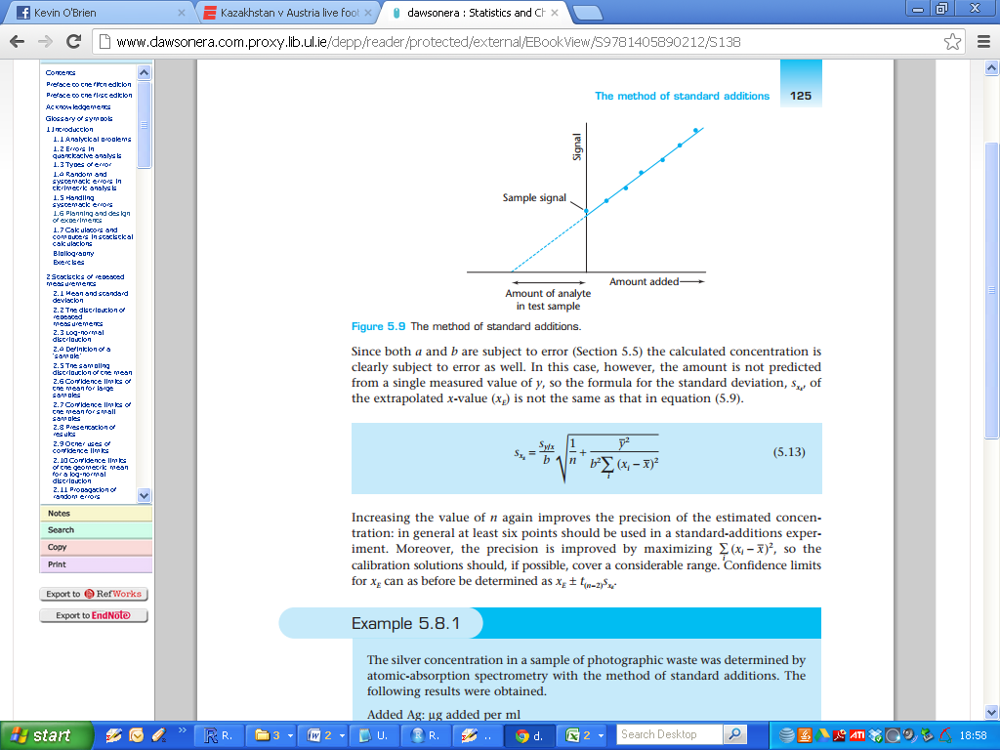 Kevin O'Brien
Kazakhstan v Austria live foot
dawsonera : Statistics and Ch
www.dawsonera.com.proxy.lib.ul.ie/depp/reader/protected/external/EBookView/S9781405890212/S138
Contents
Preface to the fifth edition
Preface to the first edition
Acknowledgements
Glossary of symbols
1 Introduction
1.1 Analytical problems
1.2 Errors in
quantitative analysis
1.3 Types of error
1.4 Random and
systematic errors in
titrimetric analysis
1.5 Handling
systematic errors
1.6 Planning and design
of experiments
1.7 Calculators and
computers in statistical
calculations
Bibliography
Exercises
2 Statistics of repeated
measurements
2.1 Mean and standard
deviation
2.2 The distribution of
repeated
measurements
2.3 Log-normal
distribution
2.4 Definition of a
'sample'
2.5 The sampling
distribution of the mean
2.6 Confidence limits of
the mean for large
samples
2.7 Confidence limits of
the mean for small
samples
2.8 Presentation of
results
2.9 Other uses of
confidence limits
2.10 Confidence limits
of the geometric mean
for a log-normal
distribution
2.11 Propagation of
random errors
Notes
Search
Copy
Print
Export to RefWorks
Export to EndNote
The method of standard additions 125
Signal
Sample signal
Amount added
Amount of analyte
in test sample
Figure 5.9 The method of standard additions.
Since both a and b are subject to error (Section 5.5) the calculated concentration is
clearly subject to error as well. In this case, however, the amount is not predicted
from a single measured value of y, so the formula for the standard deviation, s_{x_E}, of
the extrapolated x-value (x_E) is not the same as that in equation (5.9).
s_{x_E} = \frac{s_{y/x}}{b} \sqrt{\frac{1}{n} + \frac{\bar{y}^2}{b^2 \sum_i (x_i - \bar{x})^2}} (5.13)
Increasing the value of n again improves the precision of the estimated concen-
tration: in general at least six points should be used in a standard-additions exper-
iment. Moreover, the precision is improved by maximizing \sum_i (x_i - \bar{x})^2, so the
calibration solutions should, if possible, cover a considerable range. Confidence limits
for x_E can as before be determined as x_E ± t_{(n−2)}s_{x_E}.
Example 5.8.1
The silver concentration in a sample of photographic waste was determined by
atomic-absorption spectrometry with the method of standard additions. The
following results were obtained.
Added Ag: μg added per ml
start
R.
3
2
U.
R.
..
d.
2
Search Desktop
18:58